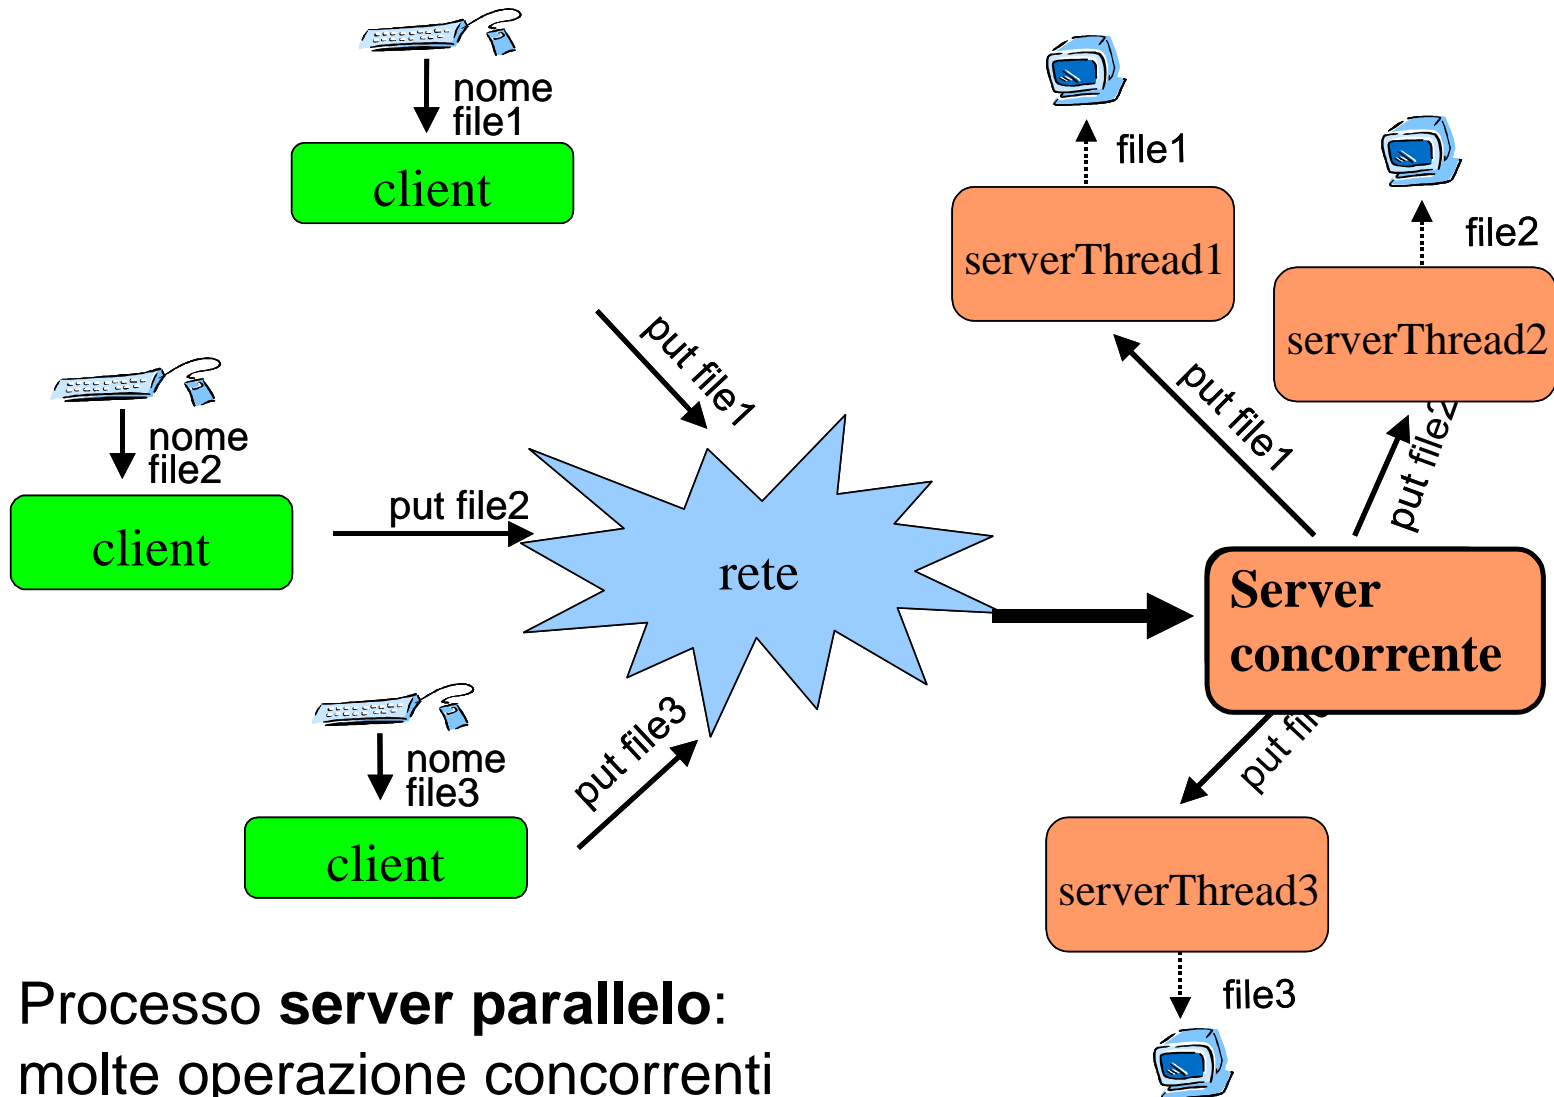 nome
file1
client
file1
file2
serverThread1
serverThread2
put file1
put file1
put file2
nome
file2
client
put file2
rete
Server
concorrente
put file3
nome
file3
client
serverThread3
file3
Processo server parallelo:
molte operazione concorrenti